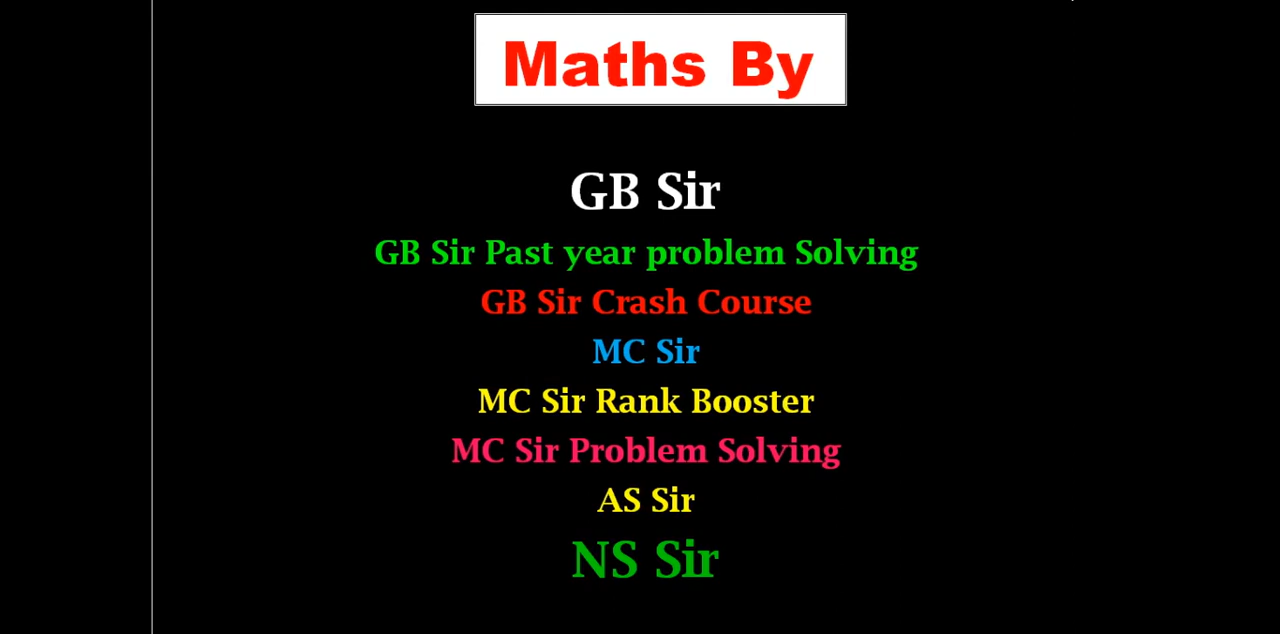 Maths By
GB Sir
GB Sir Past year problem Solving
GB Sir Crash Course
MC Sir
MC Sir Rank Booster
MC Sir Problem Solving
AS Sir
NS Sir